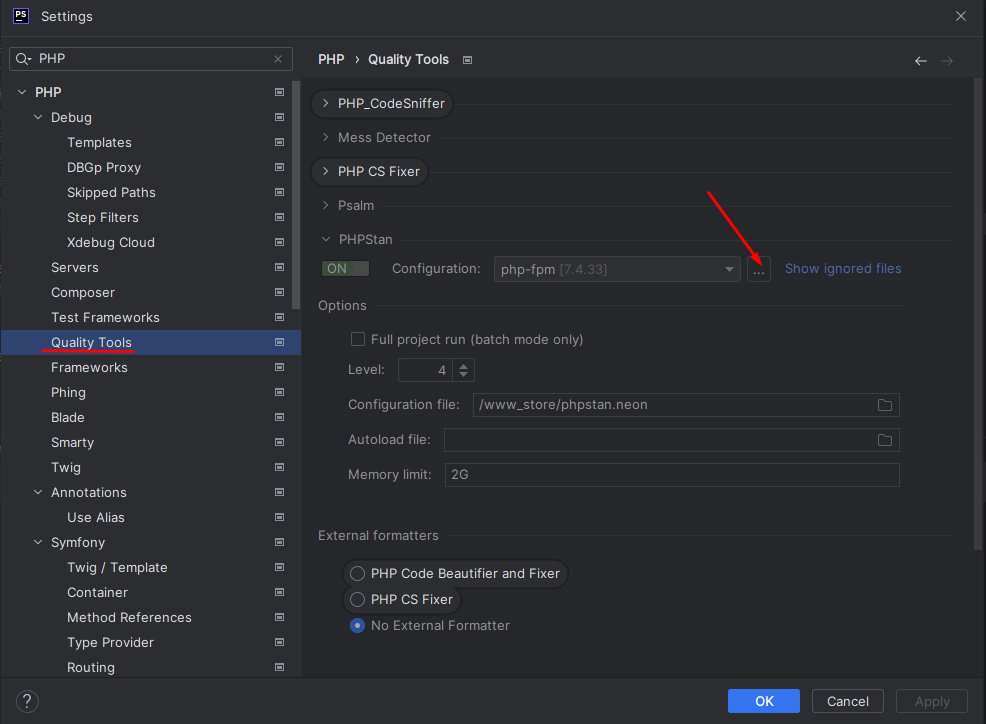 PS Settings
PHP
PHP
Debug
Templates
DBGp Proxy
Skipped Paths
Step Filters
Xdebug Cloud
Servers
Composer
Test Frameworks
Quality Tools
Frameworks
Phing
Blade
Smarty
Twig
Annotations
Use Alias
Symfony
Twig / Template
Container
Method References
Type Provider
Routing
PHP › Quality Tools
PHP_CodeSniffer
Mess Detector
PHP CS Fixer
Psalm
PHPStan
ON Configuration: php-fpm [7.4.33] ... Show ignored files
Options
Full project run (batch mode only)
Level: 4
Configuration file: /www_store/phpstan.neon
Autoload file:
Memory limit: 2G
External formatters
PHP Code Beautifier and Fixer
PHP CS Fixer
No External Formatter
? OK Cancel Apply